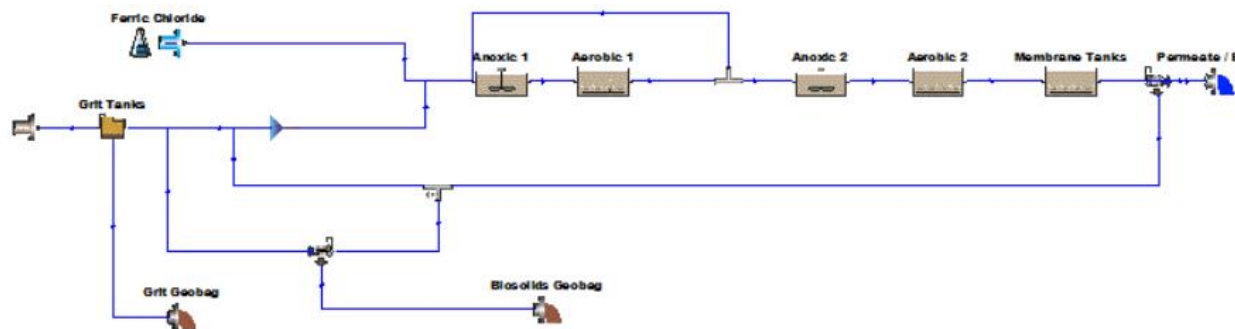 Ferric Chloride
Anoxic 1
Aerobic 1
Anoxic 2
Aerobic 2
Membrane Tanks
Permeate / E
Grit Tanks
Grit Geobag
Biosolids Geobag